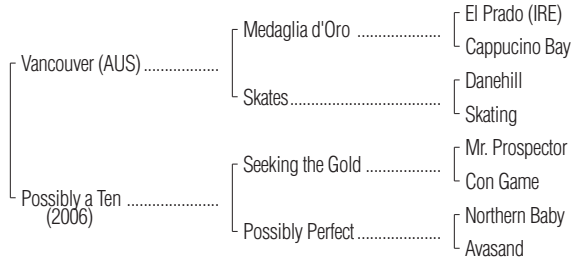 El Prado (IRE)
Medaglia d'Oro ..................
Cappucino Bay
Vancouver (AUS) ..................
Danehill
Skates.................................
Skating
Mr. Prospector
Seeking the Gold ..................
Con Game
Possibly a Ten ......................
(2006)
Northern Baby
Possibly Perfect ....................
Avasand